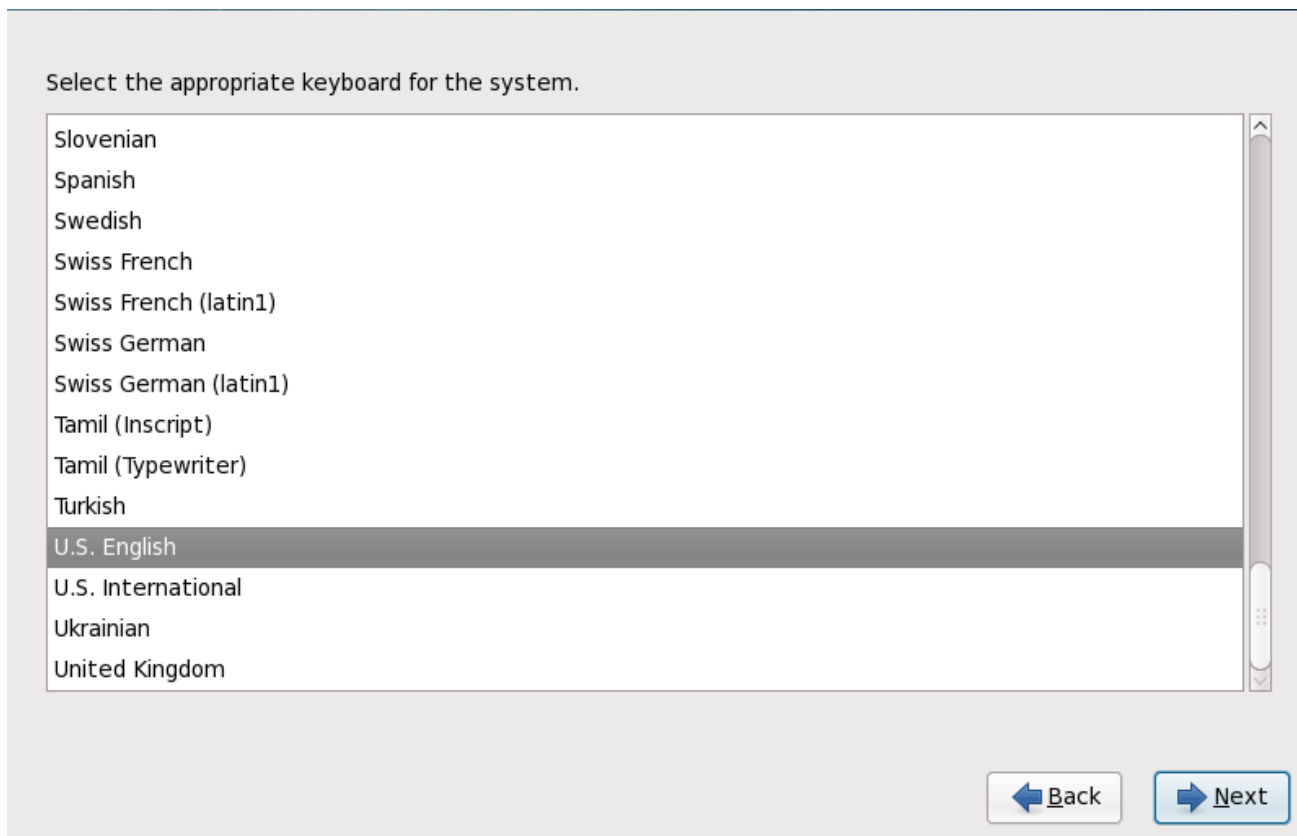 Select the appropriate keyboard for the system.
Slovenian
Spanish
Swedish
Swiss French
Swiss French (latin1)
Swiss German
Swiss German (latin1)
Tamil (Inscript)
Tamil (Typewriter)
Turkish
U.S. English
U.S. International
Ukrainian
United Kingdom
Back
Next